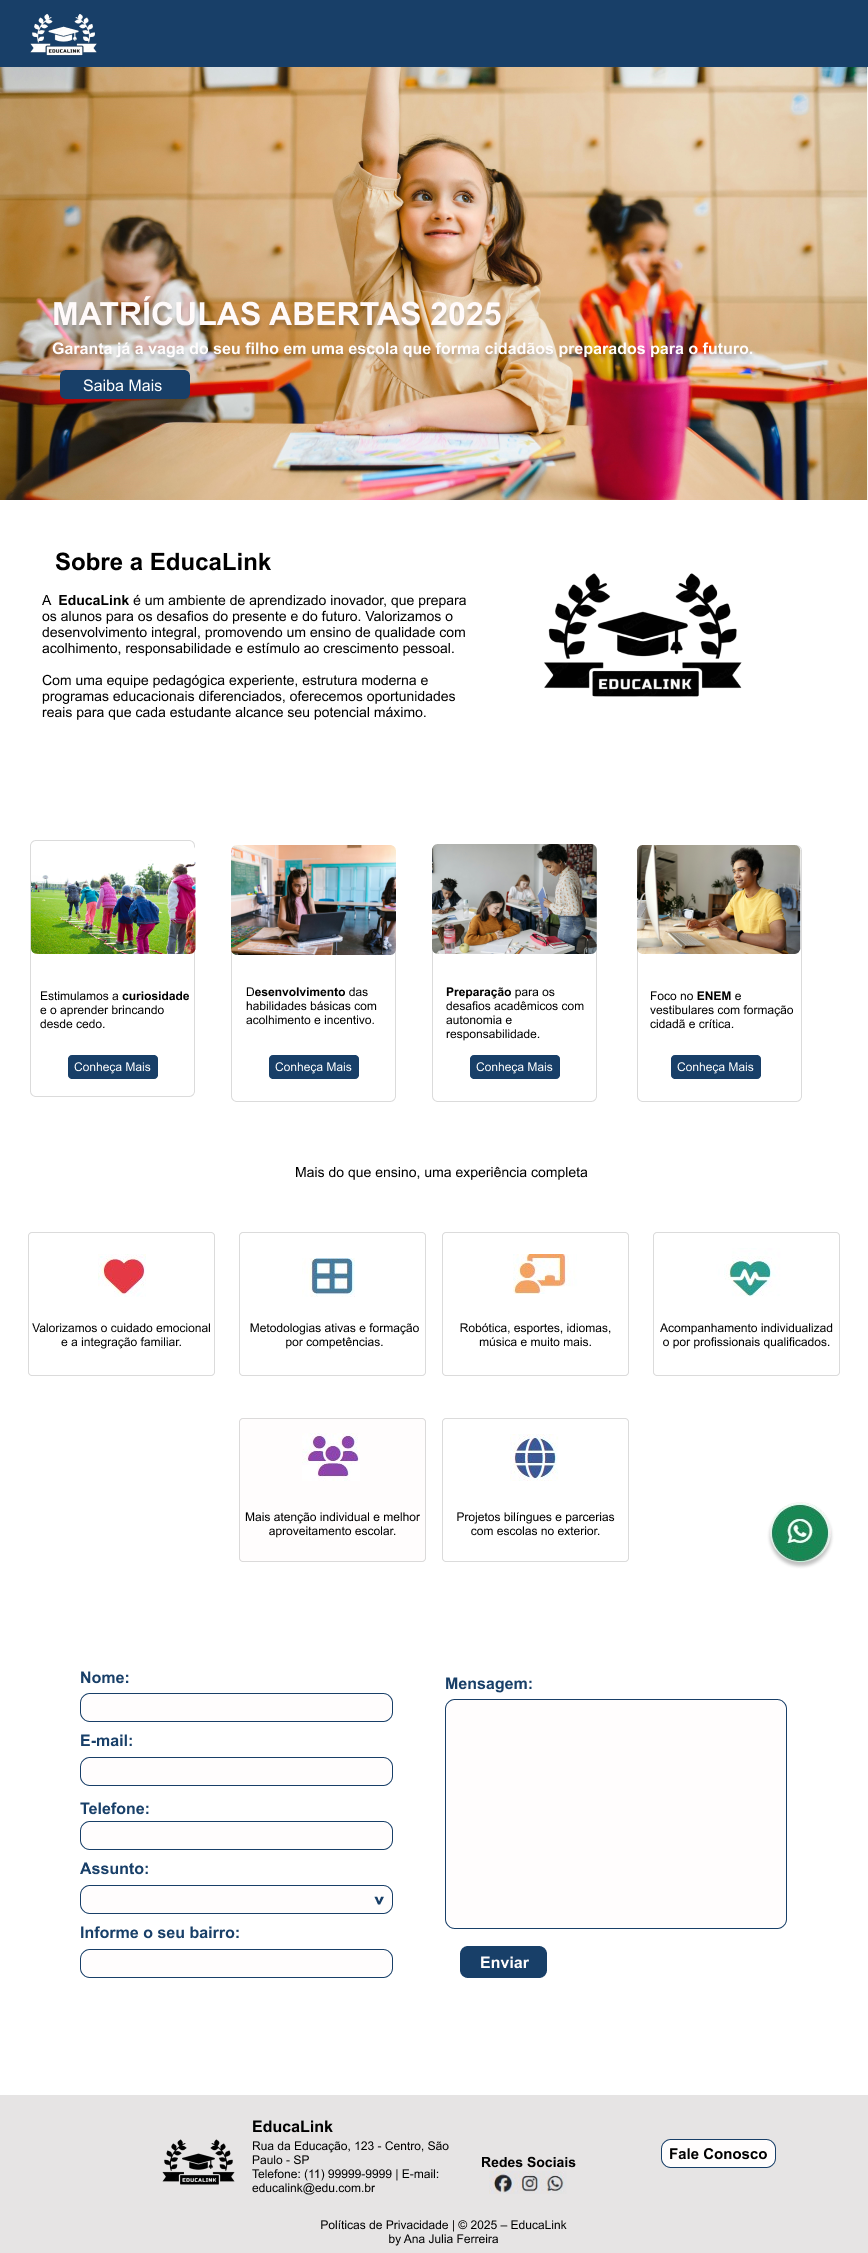 EDUCALINK
MATRÍCULAS ABERTAS 2025
Garanta já a vaga do seu filho em uma escola que forma cidadãos preparados para o futuro.
Saiba Mais
Sobre a EducaLink
A  EducaLink é um ambiente de aprendizado inovador, que prepara
os alunos para os desafios do presente e do futuro. Valorizamos o
desenvolvimento integral, promovendo um ensino de qualidade com
acolhimento, responsabilidade e estímulo ao crescimento pessoal.
Com uma equipe pedagógica experiente, estrutura moderna e
programas educacionais diferenciados, oferecemos oportunidades
reais para que cada estudante alcance seu potencial máximo.
EDUCALINK
Estimulamos a curiosidade
e o aprender brincando
desde cedo.
Conheça Mais
Desenvolvimento das
habilidades básicas com
acolhimento e incentivo.
Conheça Mais
Preparação para os
desafios acadêmicos com
autonomia e
responsabilidade.
Conheça Mais
Foco no ENEM e
vestibulares com formação
cidadã e crítica.
Conheça Mais
Mais do que ensino, uma experiência completa
Valorizamos o cuidado emocional
e a integração familiar.
Metodologias ativas e formação
por competências.
Robótica, esportes, idiomas,
música e muito mais.
Acompanhamento individualizad
o por profissionais qualificados.
Mais atenção individual e melhor
aproveitamento escolar.
Projetos bilíngues e parcerias
com escolas no exterior.
Nome:
E-mail:
Telefone:
Assunto:
v
Informe o seu bairro:
Mensagem:
Enviar
EDUCALINK
EducaLink
Rua da Educação, 123 - Centro, São
Paulo - SP
Telefone: (11) 99999-9999 | E-mail:
educalink@edu.com.br
Redes Sociais
Fale Conosco
Políticas de Privacidade | © 2025 – EducaLink
by Ana Julia Ferreira